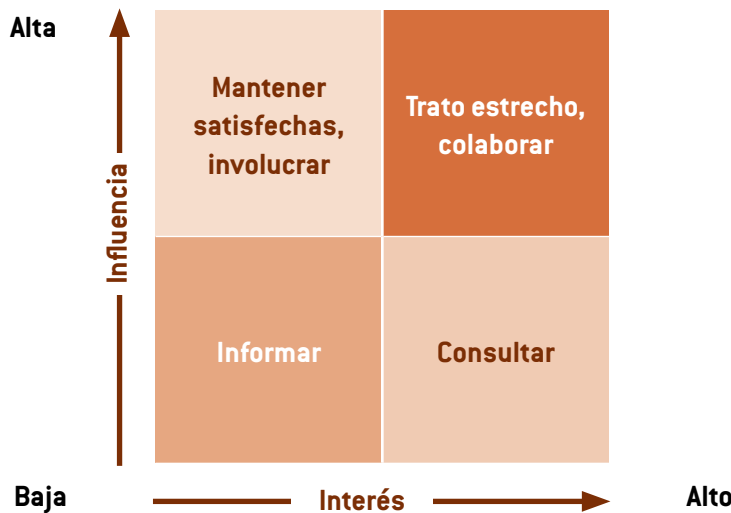 Alta
Mantener
satisfechas,
involucrar
Trato estrecho,
colaborar
Influencia
Informar
Consultar
Baja
Interés
Alto